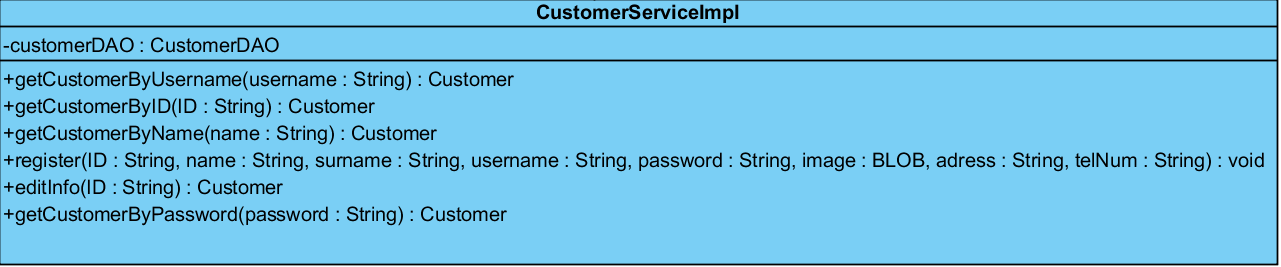 CustomerServiceImpl
-customerDAO : CustomerDAO
+getCustomerByUsername(username : String) : Customer
+getCustomerByID(ID : String) : Customer
+getCustomerByName(name : String) : Customer
+register(ID : String, name : String, surname : String, username : String, password : String, image : BLOB, adress : String, telNum : String) : void
+editInfo(ID : String) : Customer
+getCustomerByPassword(password : String) : Customer